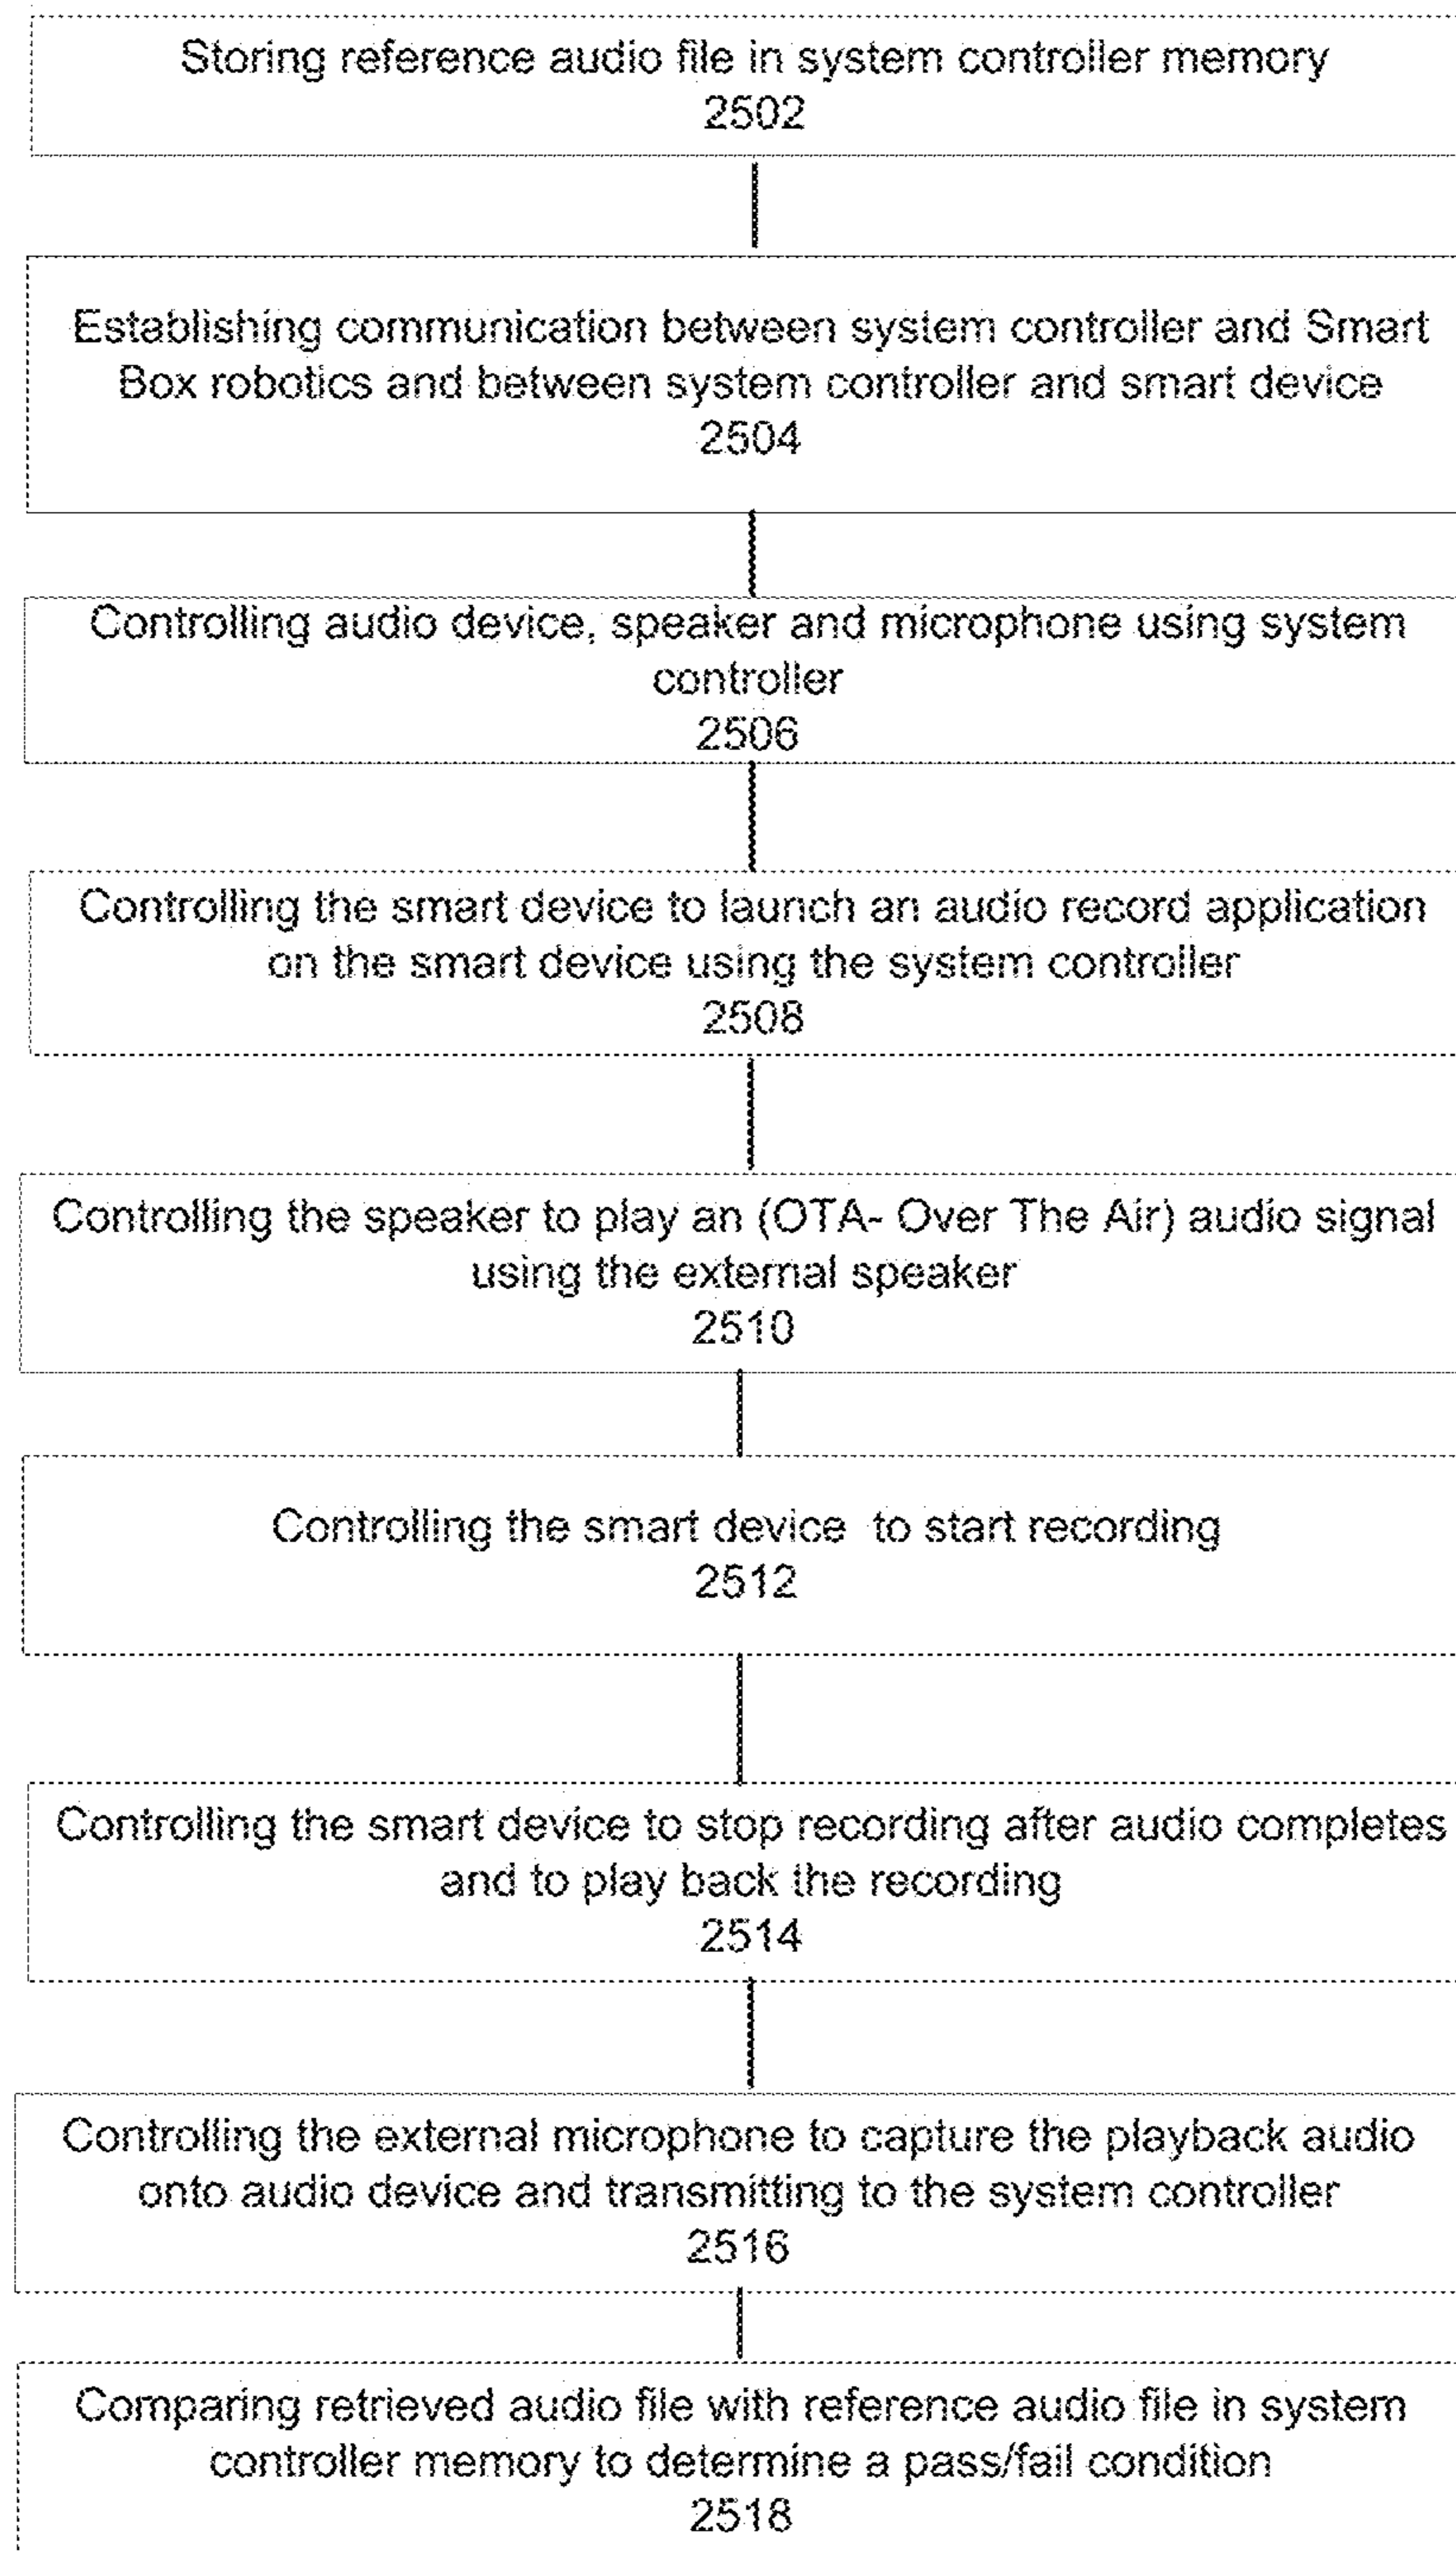 Storing reference audio file in system controller memory
2502
Establishing communication between system controller and Smart
Box robotics and between system controller and smart device
2504
Controlling audio device, speaker and microphone using system
controller
2506
Controlling the smart device to launch an audio record application
on the smart device using the system controller
2508
Controlling the speaker to play an (OTA- Over The Air) audio signal
using the external speaker
2510
Controlling the smart device to start recording
2512
Controlling the smart device to stop recording after audio completes
and to play back the recording
2514
Controlling the external microphone to capture the playback audio
onto audio device and transmitting to the system controller
2516
Comparing retrieved audio file with reference audio file in system
controller memory to determine a pass/fail condition
2518